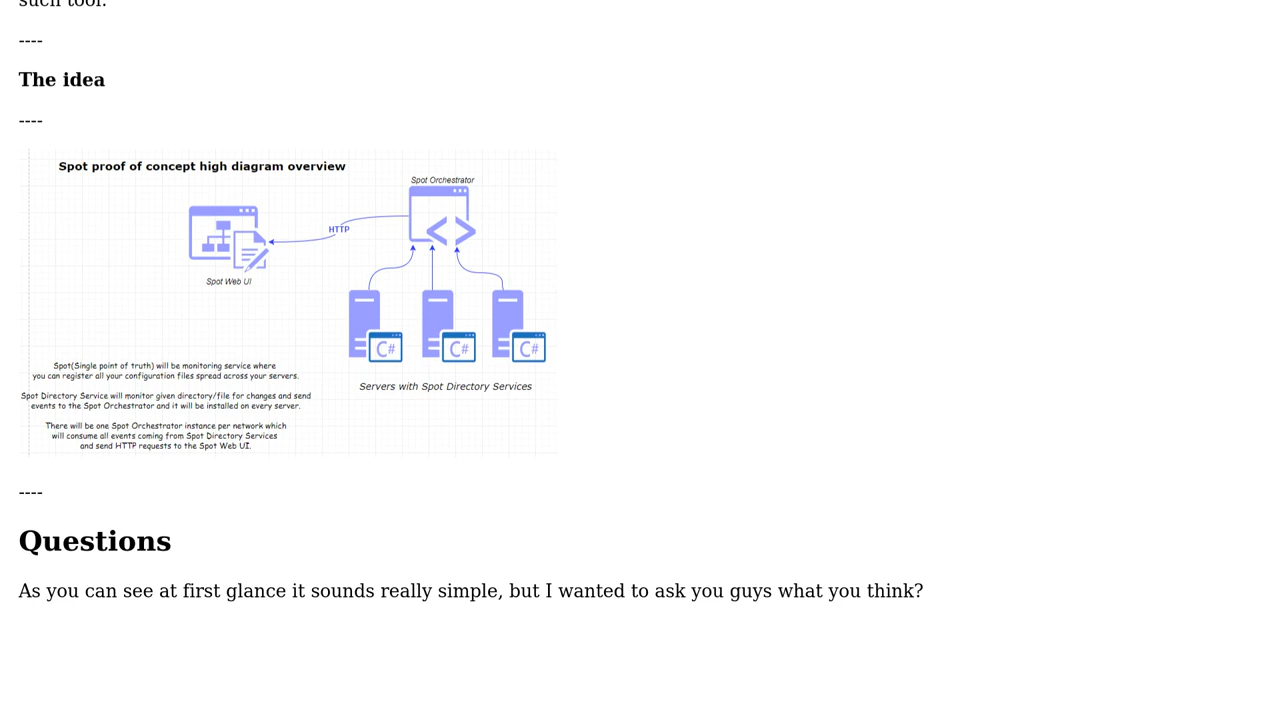 such tool.
----
The idea
----
Spot proof of concept high diagram overview
Spot Orchestrator
HTTP
Spot Web UI
C#
C#
C#
Servers with Spot Directory Services
Spot(Single point of truth) will be monitoring service where
you can register all your configuration files spread across your servers.
Spot Directory Service will monitor given directory/file for changes and send
events to the Spot Orchestrator and it will be installed on every server.
There will be one Spot Orchestrator instance per network which
will consume all events coming from Spot Directory Services
and send HTTP requests to the Spot Web UI.
----
Questions
As you can see at first glance it sounds really simple, but I wanted to ask you guys what you think?